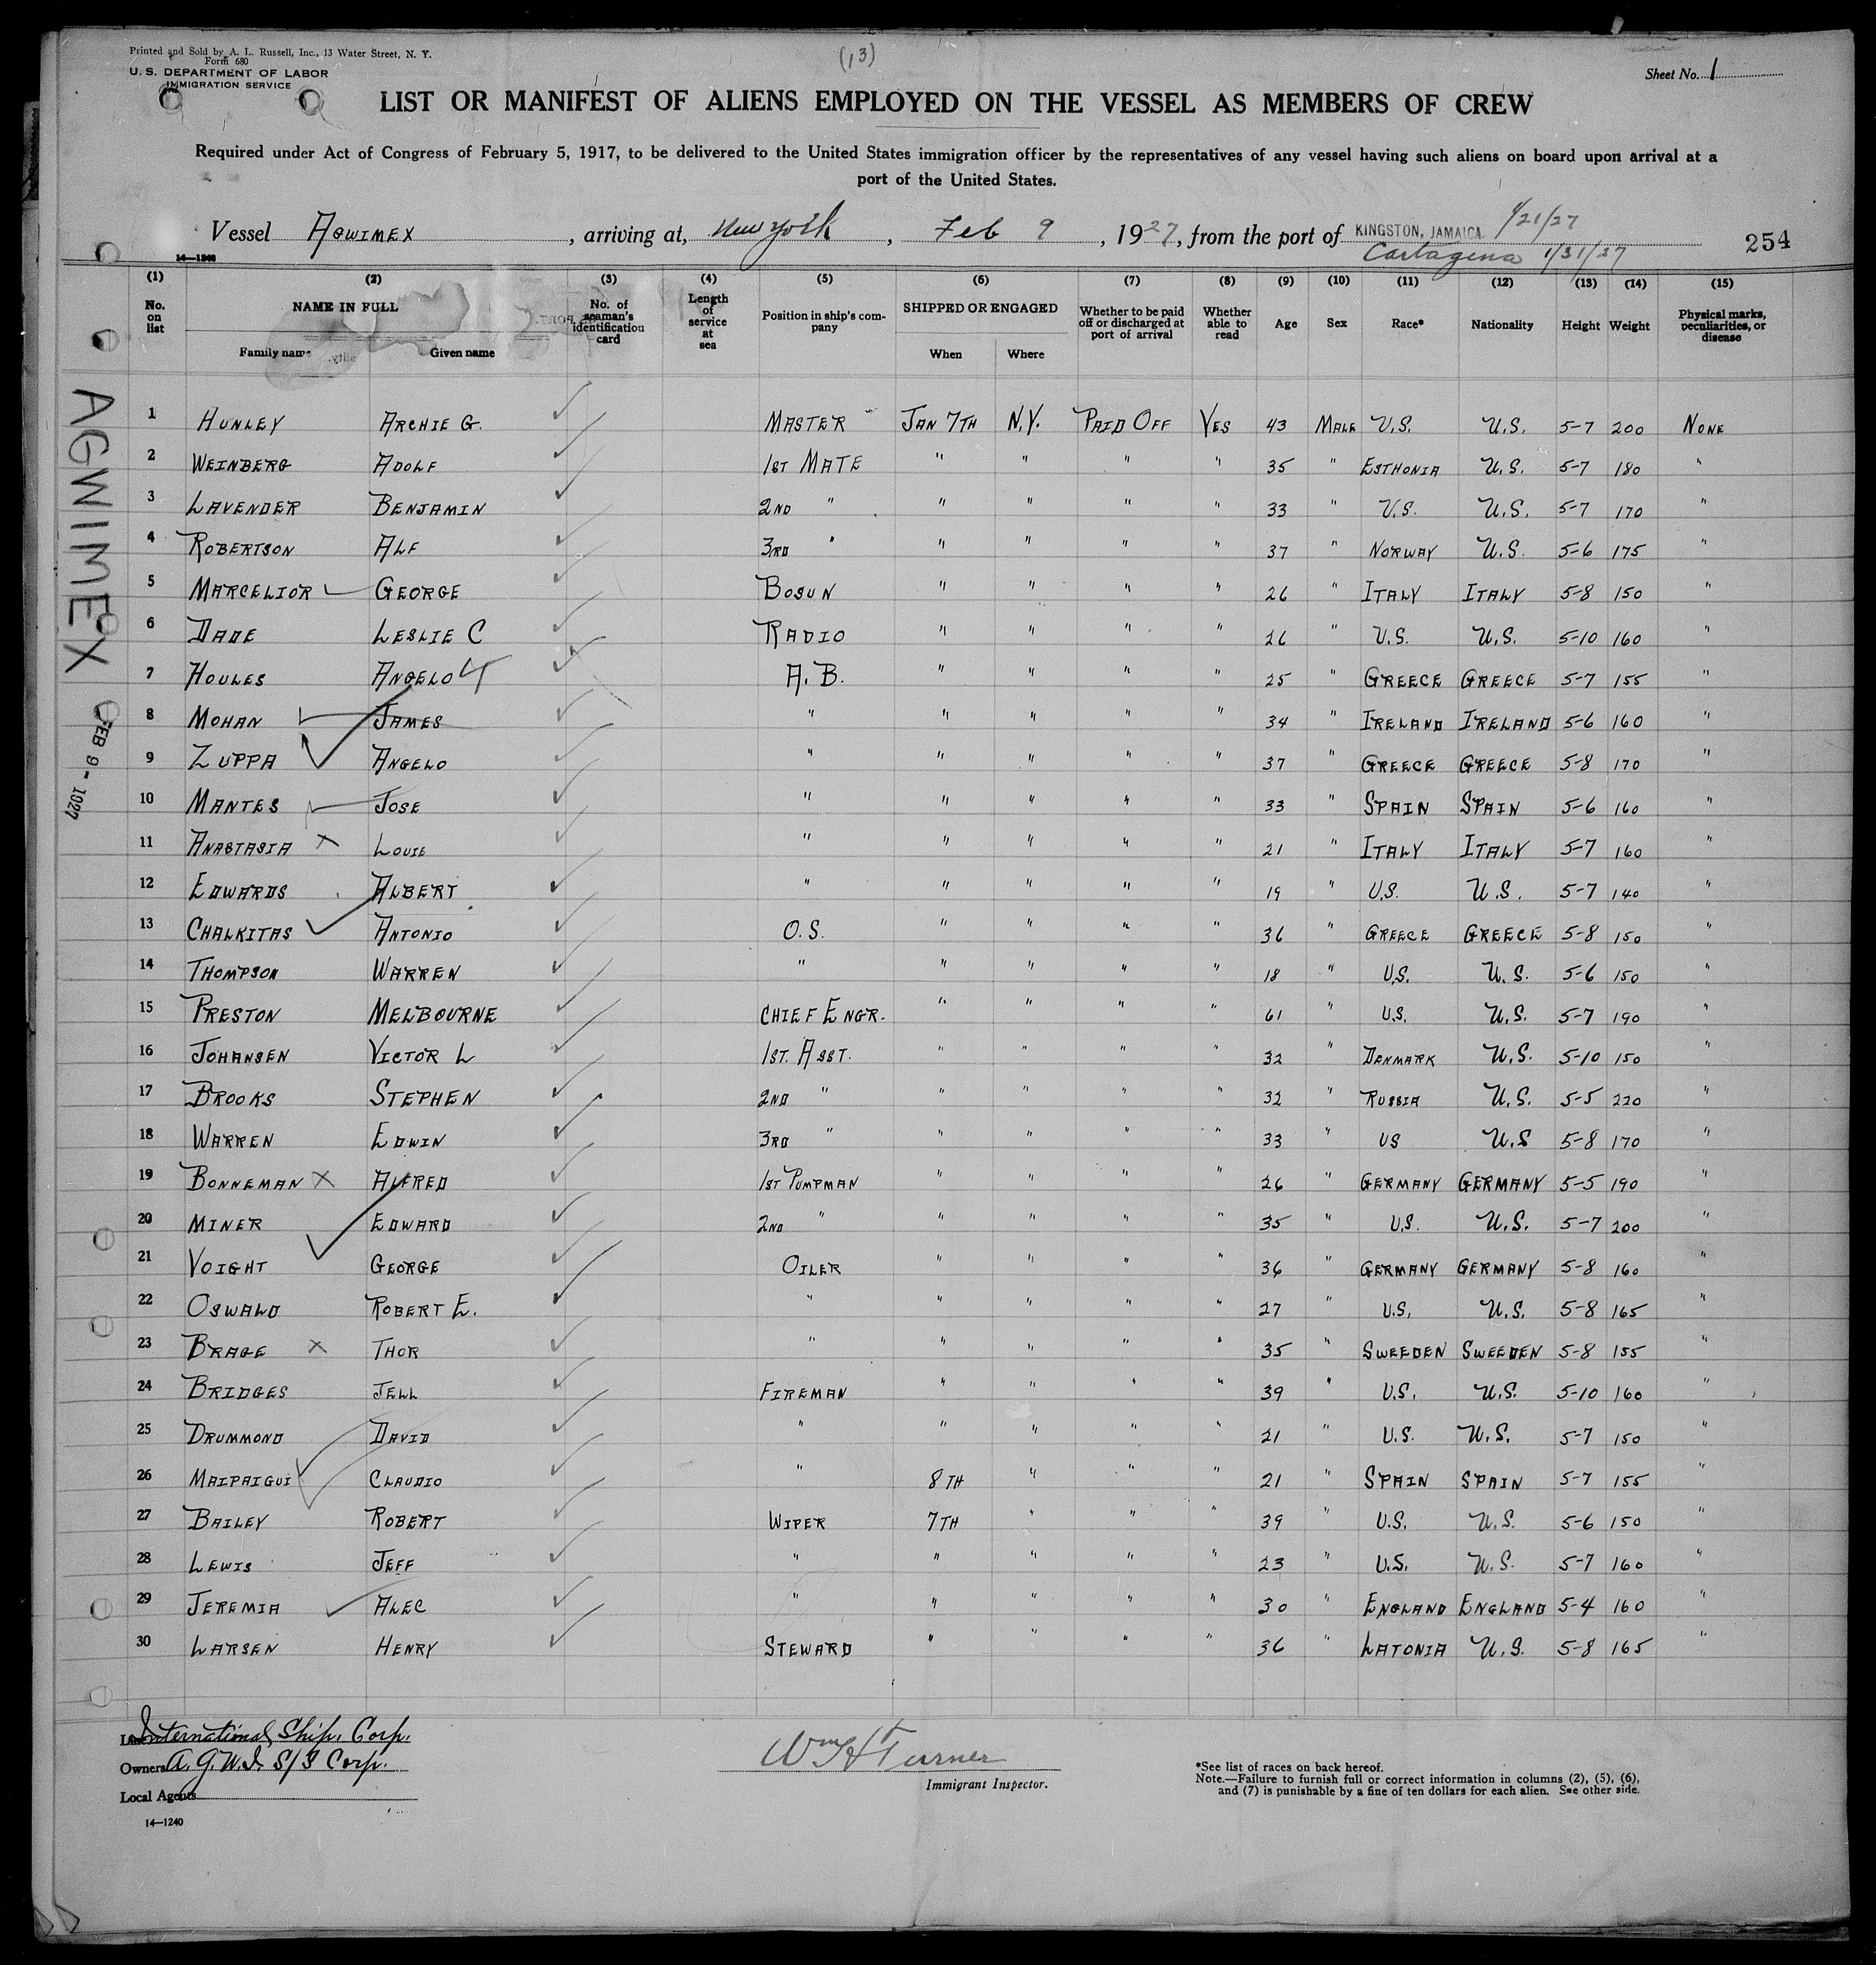 Printed and Sold by A. L. Russell, Inc., 13 Water Street, N. Y.
Form 680
U. S. DEPARTMENT OF LABOR
IMMIGRATION SERVICE
(13)
Sheet No. 1
LIST OR MANIFEST OF ALIENS EMPLOYED ON THE VESSEL AS MEMBERS OF CREW
Required under Act of Congress of February 5, 1917, to be delivered to the United States immigration officer by the representatives of any vessel having such aliens on board upon arrival at a
port of the United States.
Vessel AGWIMEX, arriving at, New York, Feb 9, 1927, from the port of KINGSTON, JAMAICA. 1/21/27
Cartagena 1/31/27
254
14—1240
(1) (2) (3) (4) (5) (6) (7) (8) (9) (10) (11) (12) (13) (14) (15)
No. on list NAME IN FULL Family name Given name No. of seaman's identification card Length of service at sea Position in ship's company SHIPPED OR ENGAGED When Where Whether to be paid off or discharged at port of arrival Whether able to read Age Sex Race* Nationality Height Weight Physical marks, peculiarities, or disease
AGWIMEX
FEB 9 - 1927
1 HUNLEY ARCHIE G. MASTER JAN 7TH N.Y. PAID OFF YES 43 MALE U.S. U.S. 5-7 200 NONE
2 WEINBERG ADOLF 1ST MATE " " " " 35 " ESTHONIA U.S. 5-7 180 "
3 LAVENDER BENJAMIN 2ND " " " " " 33 " U.S. U.S. 5-7 170 "
4 ROBERTSON ALF 3RD " " " " " 37 " NORWAY U.S. 5-6 175 "
5 MARCELIOR GEORGE BOSUN " " " " 26 " ITALY ITALY 5-8 150 "
6 DADE LESLIE C RADIO " " " " 26 " U.S. U.S. 5-10 160 "
7 HOULES ANGELO A.B. " " " " 25 " GREECE GREECE 5-7 155 "
8 MOHAN JAMES " " " " " 34 " IRELAND IRELAND 5-6 160 "
9 ZUPPA ANGELO " " " " " 37 " GREECE GREECE 5-8 170 "
10 MANTES JOSE " " " " " 33 " SPAIN SPAIN 5-6 160 "
11 ANASTASIA X LOUIE " " " " " 21 " ITALY ITALY 5-7 160 "
12 EDWARDS ALBERT " " " " " 19 " U.S. U.S. 5-7 140 "
13 CHALKITAS ANTONIO O.S. " " " " 36 " GREECE GREECE 5-8 150 "
14 THOMPSON WARREN " " " " " 18 " U.S. U.S. 5-6 150 "
15 PRESTON MELBOURNE CHIEF ENGR. " " " " 61 " U.S. U.S. 5-7 190 "
16 JOHANSEN VICTOR L 1ST. ASST. " " " " 32 " DENMARK U.S. 5-10 150 "
17 BROOKS STEPHEN 2ND " " " " " 32 " RUSSIA U.S. 5-5 220 "
18 WARREN EDWIN 3RD " " " " " 33 " US U.S 5-8 170 "
19 BONNEMAN X ALFRED 1ST PUMPMAN " " " " 26 " GERMANY GERMANY 5-5 190 "
20 MINER EDWARD 2ND " " " " " 35 " U.S. U.S. 5-7 200 "
21 VOIGHT GEORGE OILER " " " " 36 " GERMANY GERMANY 5-8 160 "
22 OSWALD ROBERT E. " " " " " 27 " U.S. U.S. 5-8 165 "
23 BRAGE X THOR " " " " " 35 " SWEEDEN SWEEDEN 5-8 155 "
24 BRIDGES JELL FIREMAN " " " " 39 " U.S. U.S. 5-10 160 "
25 DRUMMOND DAVID " " " " " 21 " U.S. U.S. 5-7 150 "
26 MAIPAIGUI CLAUDIO " 8TH " " " 21 " SPAIN SPAIN 5-7 155 "
27 BAILEY ROBERT WIPER 7TH " " " 39 " U.S. U.S. 5-6 150 "
28 LEWIS JEFF " " " " " 23 " U.S. U.S. 5-7 160 "
29 JEREMIA ALEC " " " " " 30 " ENGLAND ENGLAND 5-4 160 "
30 LARSEN HENRY STEWARD " " " " 36 " LATONIA U.S. 5-8 165 "
Line International Ship. Corp.
Owners A.G.W.I. S/S Corp.
Local Agents
14—1240
Wm H Turner
Immigrant Inspector.
*See list of races on back hereof.
Note.—Failure to furnish full or correct information in columns (2), (5), (6),
and (7) is punishable by a fine of ten dollars for each alien. See other side.